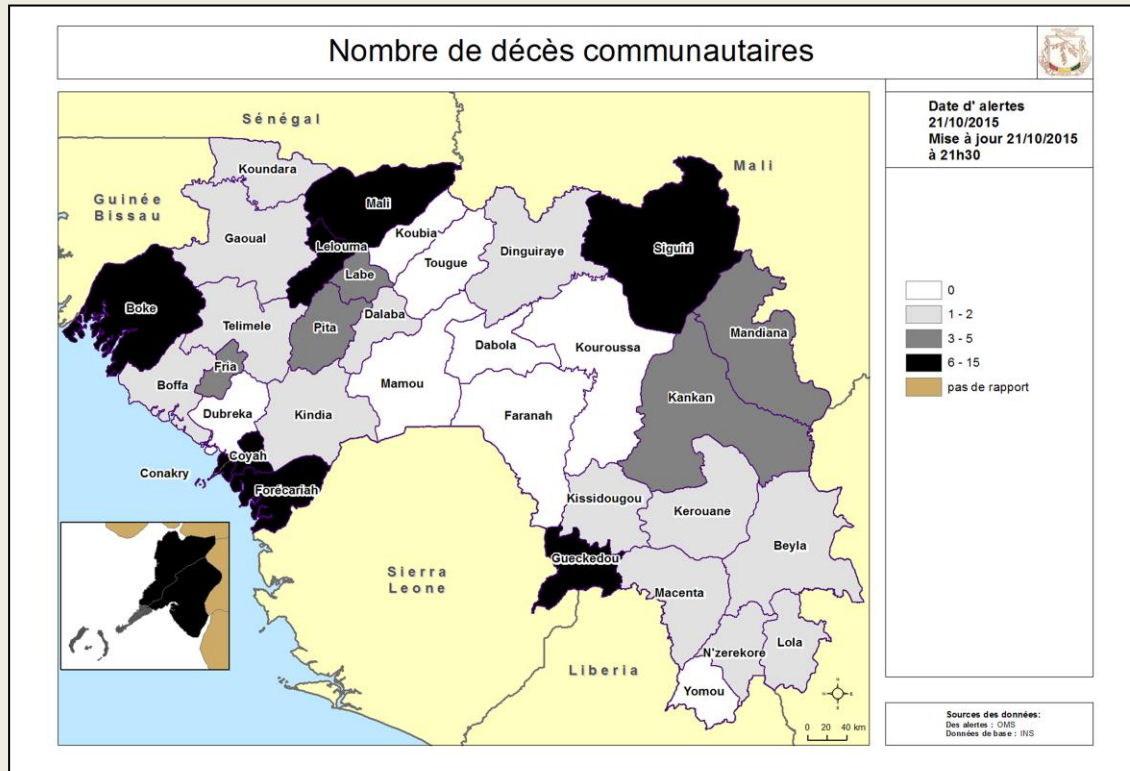 Nombre de décès communautaires
Date d' alertes
21/10/2015
Mise à jour 21/10/2015
à 21h30
0
1 - 2
3 - 5
6 - 15
pas de rapport
Sources des données:
Des alertes : OMS
Données de base : INS
Sénégal
Mali
Guinée
Bissau
Koundara
Mali
Gaoual
Koubia
Lelouma
Tougue
Dinguiraye
Siguiri
Labe
Boke
Telimele
Pita
Dalaba
Mandiana
Dabola
Kouroussa
Fria
Boffa
Mamou
Kankan
Dubreka
Kindia
Faranah
Coyah
Conakry
Forécariah
Kissidougou
Kerouane
Beyla
Gueckedou
Sierra
Leone
Macenta
N'zerekore
Lola
Liberia
Yomou
0 20 40 km